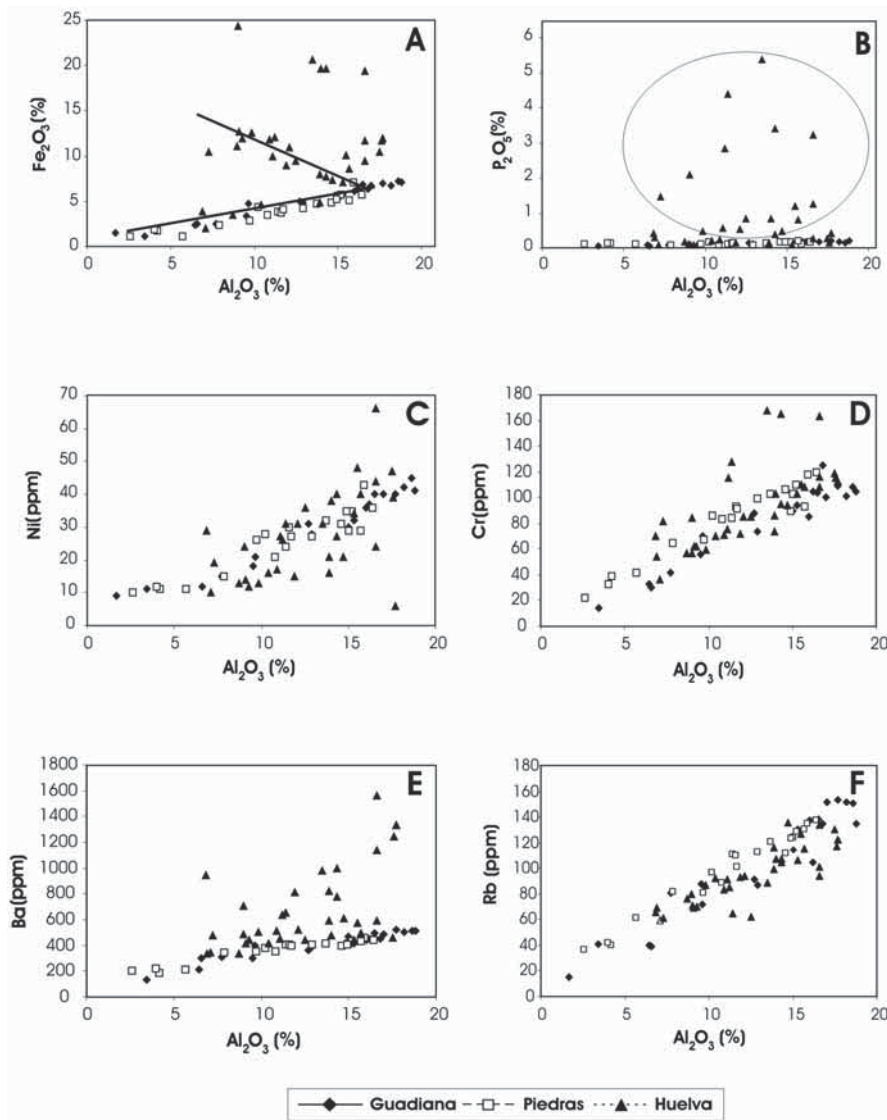 A
25
20
15
10
5
0
Fe2O3(%)
0 5 10 15 20
Al2O3 (%)
B
6
5
4
3
2
1
0
P2O5(%)
0 5 10 15 20
Al2O3 (%)
C
70
60
50
40
30
20
10
0
Ni(ppm)
0 5 10 15 20
Al2O3 (%)
D
180
160
140
120
100
80
60
40
20
0
Cr(ppm)
0 5 10 15 20
Al2O3 (%)
E
1800
1600
1400
1200
1000
800
600
400
200
0
Ba(ppm)
0 5 10 15 20
Al2O3 (%)
F
180
160
140
120
100
80
60
40
20
0
Rb (ppm)
0 5 10 15 20
Al2O3 (%)
Guadiana Piedras Huelva